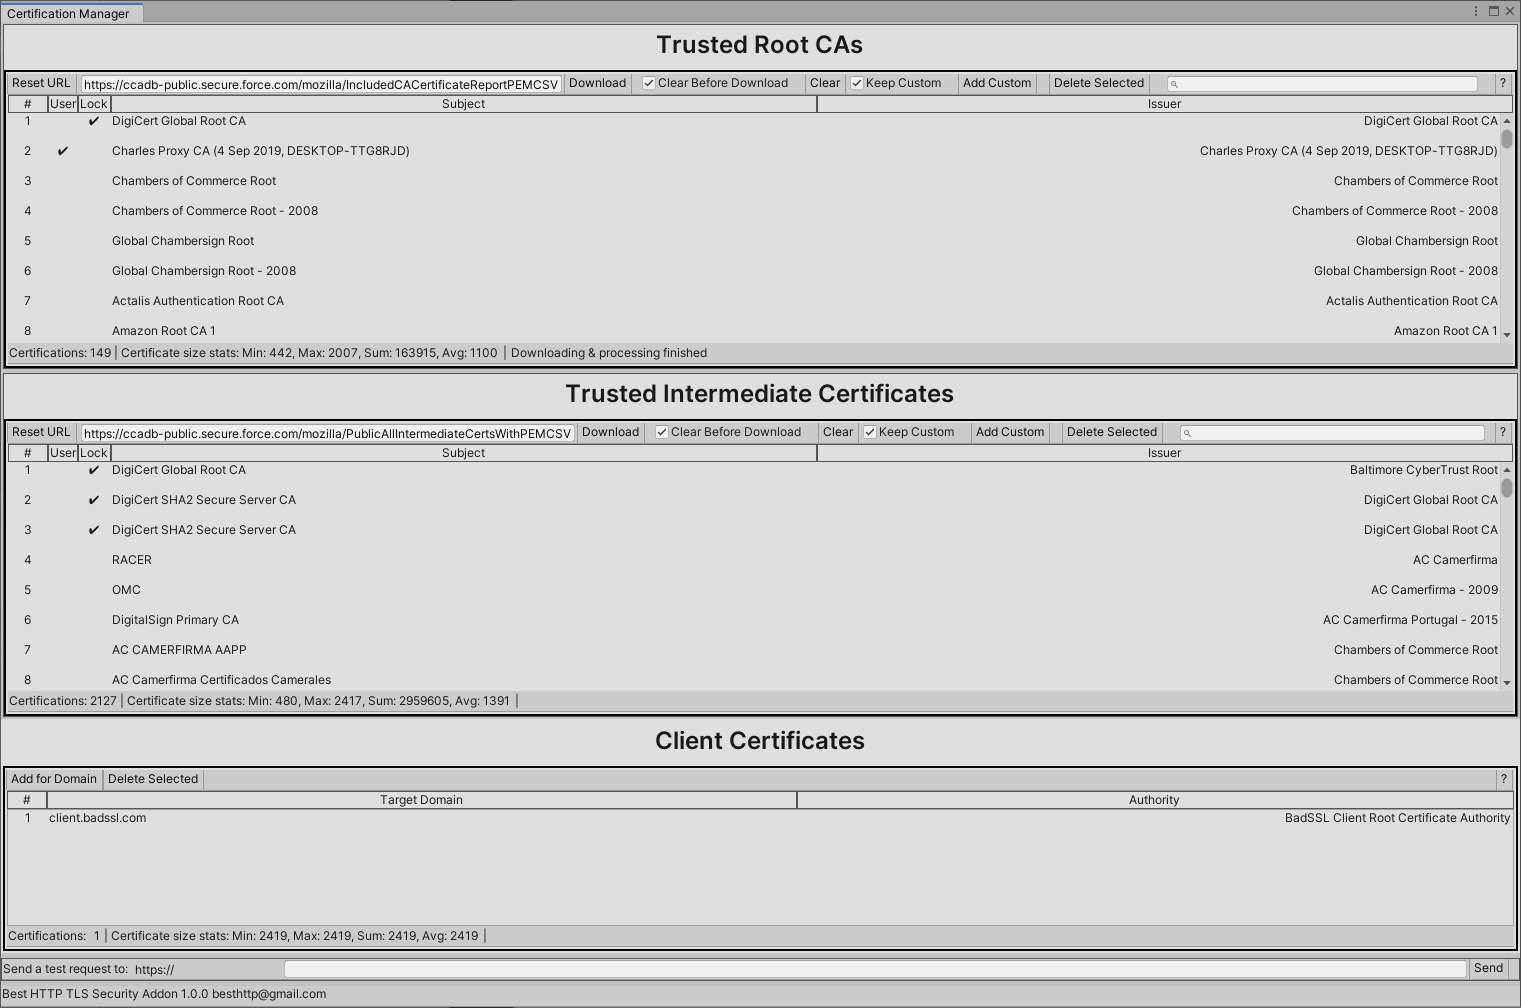 Certification Manager
Trusted Root CAs
Reset URL https://ccadb-public.secure.force.com/mozilla/IncludedCACertificateReportPEMCSV Download ✓ Clear Before Download Clear ✓ Keep Custom Add Custom Delete Selected ?
# User Lock Subject Issuer
1 ✔ DigiCert Global Root CA DigiCert Global Root CA
2 ✔ Charles Proxy CA (4 Sep 2019, DESKTOP-TTG8RJD) Charles Proxy CA (4 Sep 2019, DESKTOP-TTG8RJD)
3 Chambers of Commerce Root Chambers of Commerce Root
4 Chambers of Commerce Root - 2008 Chambers of Commerce Root - 2008
5 Global Chambersign Root Global Chambersign Root
6 Global Chambersign Root - 2008 Global Chambersign Root - 2008
7 Actalis Authentication Root CA Actalis Authentication Root CA
8 Amazon Root CA 1 Amazon Root CA 1
Certifications: 149 | Certificate size stats: Min: 442, Max: 2007, Sum: 163915, Avg: 1100 | Downloading & processing finished
Trusted Intermediate Certificates
Reset URL https://ccadb-public.secure.force.com/mozilla/PublicAllIntermediateCertsWithPEMCSV Download ✓ Clear Before Download Clear ✓ Keep Custom Add Custom Delete Selected ?
# User Lock Subject Issuer
1 ✔ DigiCert Global Root CA Baltimore CyberTrust Root
2 ✔ DigiCert SHA2 Secure Server CA DigiCert Global Root CA
3 ✔ DigiCert SHA2 Secure Server CA DigiCert Global Root CA
4 RACER AC Camerfirma
5 OMC AC Camerfirma - 2009
6 DigitalSign Primary CA AC Camerfirma Portugal - 2015
7 AC CAMERFIRMA AAPP Chambers of Commerce Root
8 AC Camerfirma Certificados Camerales Chambers of Commerce Root
Certifications: 2127 | Certificate size stats: Min: 480, Max: 2417, Sum: 2959605, Avg: 1391 |
Client Certificates
Add for Domain Delete Selected ?
# Target Domain Authority
1 client.badssl.com BadSSL Client Root Certificate Authority
Certifications: 1 | Certificate size stats: Min: 2419, Max: 2419, Sum: 2419, Avg: 2419 |
Send a test request to: https:// Send
Best HTTP TLS Security Addon 1.0.0 besthttp@gmail.com